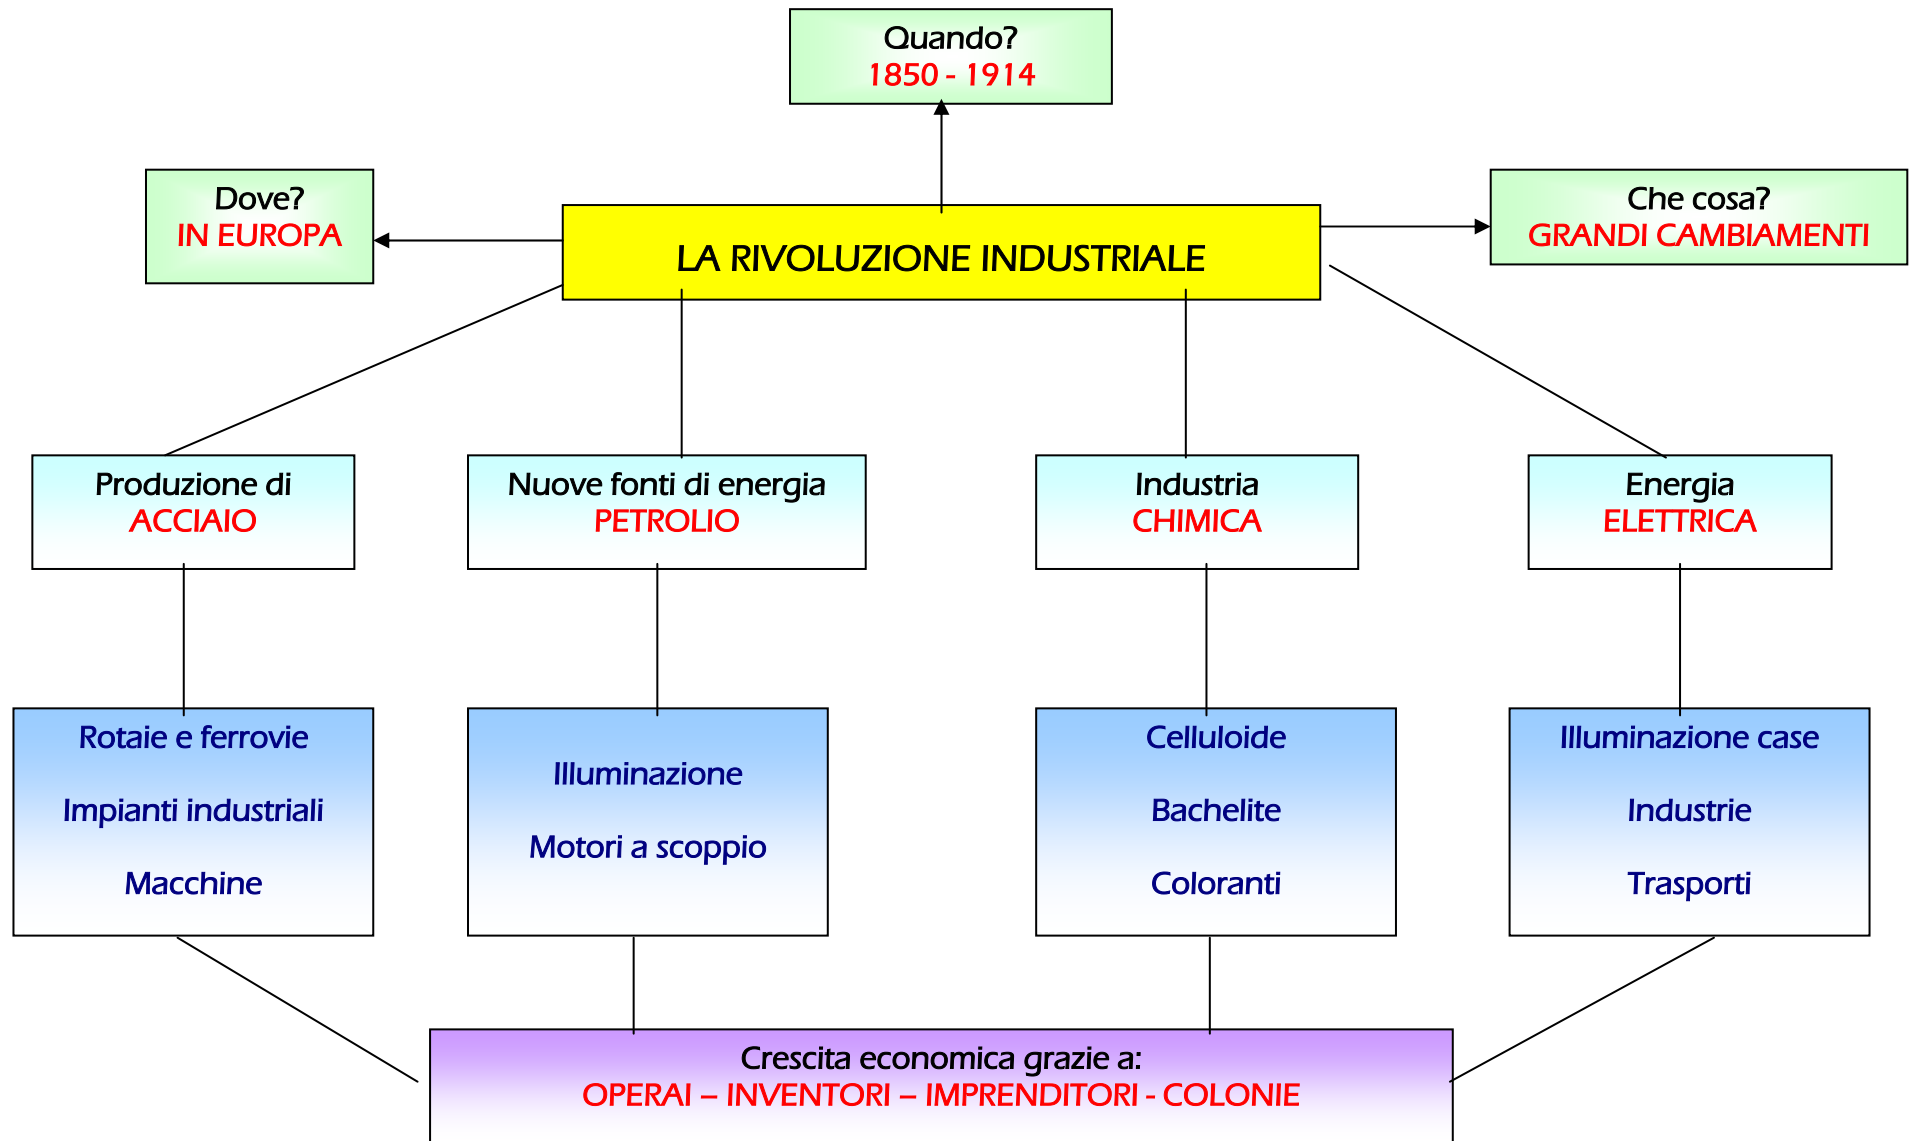 Quando?
1850 - 1914
Dove?
IN EUROPA
Che cosa?
GRANDI CAMBIAMENTI
LA RIVOLUZIONE INDUSTRIALE
Produzione di
ACCIAIO
Nuove fonti di energia
PETROLIO
Industria
CHIMICA
Energia
ELETTRICA
Rotaie e ferrovie
Impianti industriali
Macchine
Illuminazione
Motori a scoppio
Celluloide
Bachelite
Coloranti
Illuminazione case
Industrie
Trasporti
Crescita economica grazie a:
OPERAI – INVENTORI – IMPRENDITORI - COLONIE